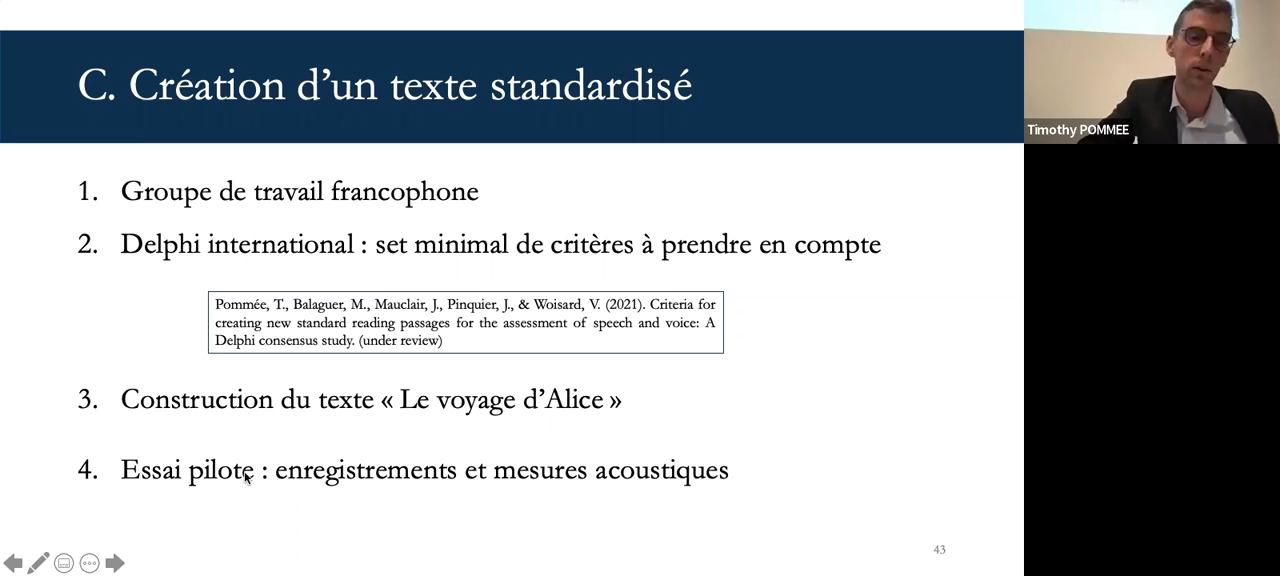 C. Création d’un texte standardisé
Timothy POMMEE
1. Groupe de travail francophone
2. Delphi international : set minimal de critères à prendre en compte
Pommée, T., Balaguer, M., Mauclair, J., Pinquier, J., & Woisard, V. (2021). Criteria for
creating new standard reading passages for the assessment of speech and voice: A
Delphi consensus study. (under review)
3. Construction du texte « Le voyage d’Alice »
4. Essai pilote : enregistrements et mesures acoustiques
43